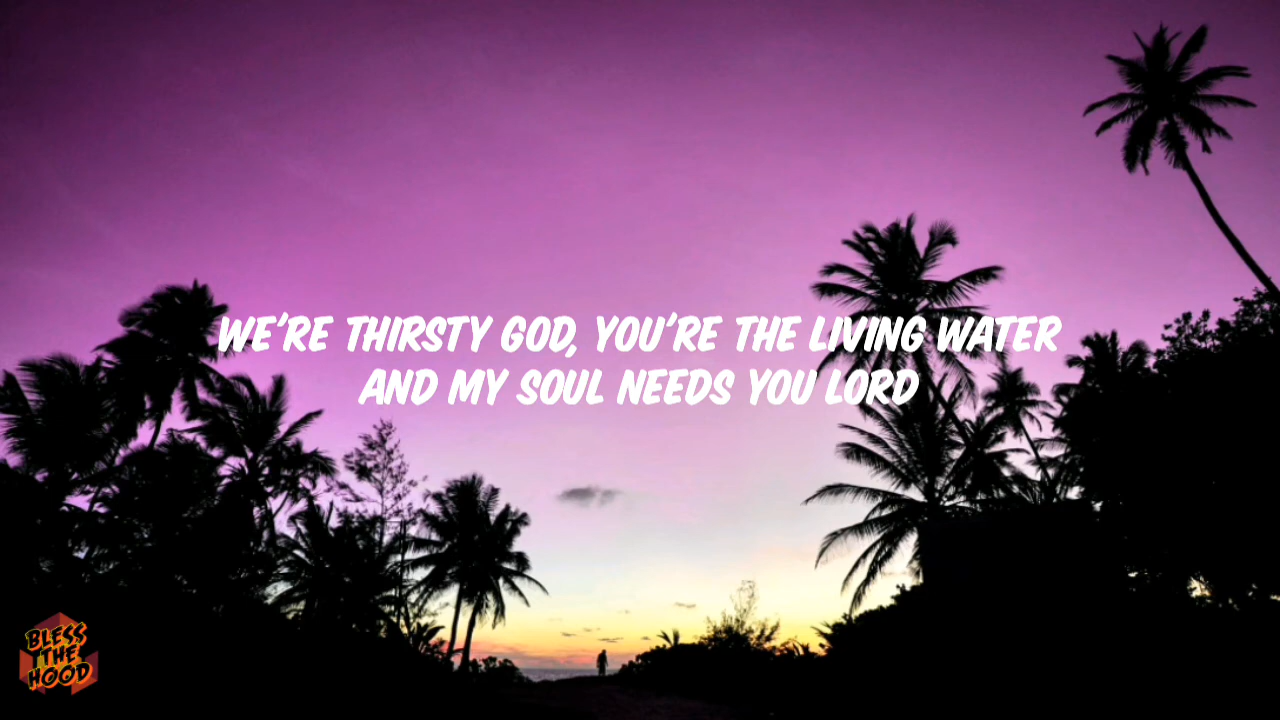 WE'RE THIRSTY GOD, YOU'RE THE LIVING WATER
AND MY SOUL NEEDS YOU LORD
BLESS
THE
HOOD